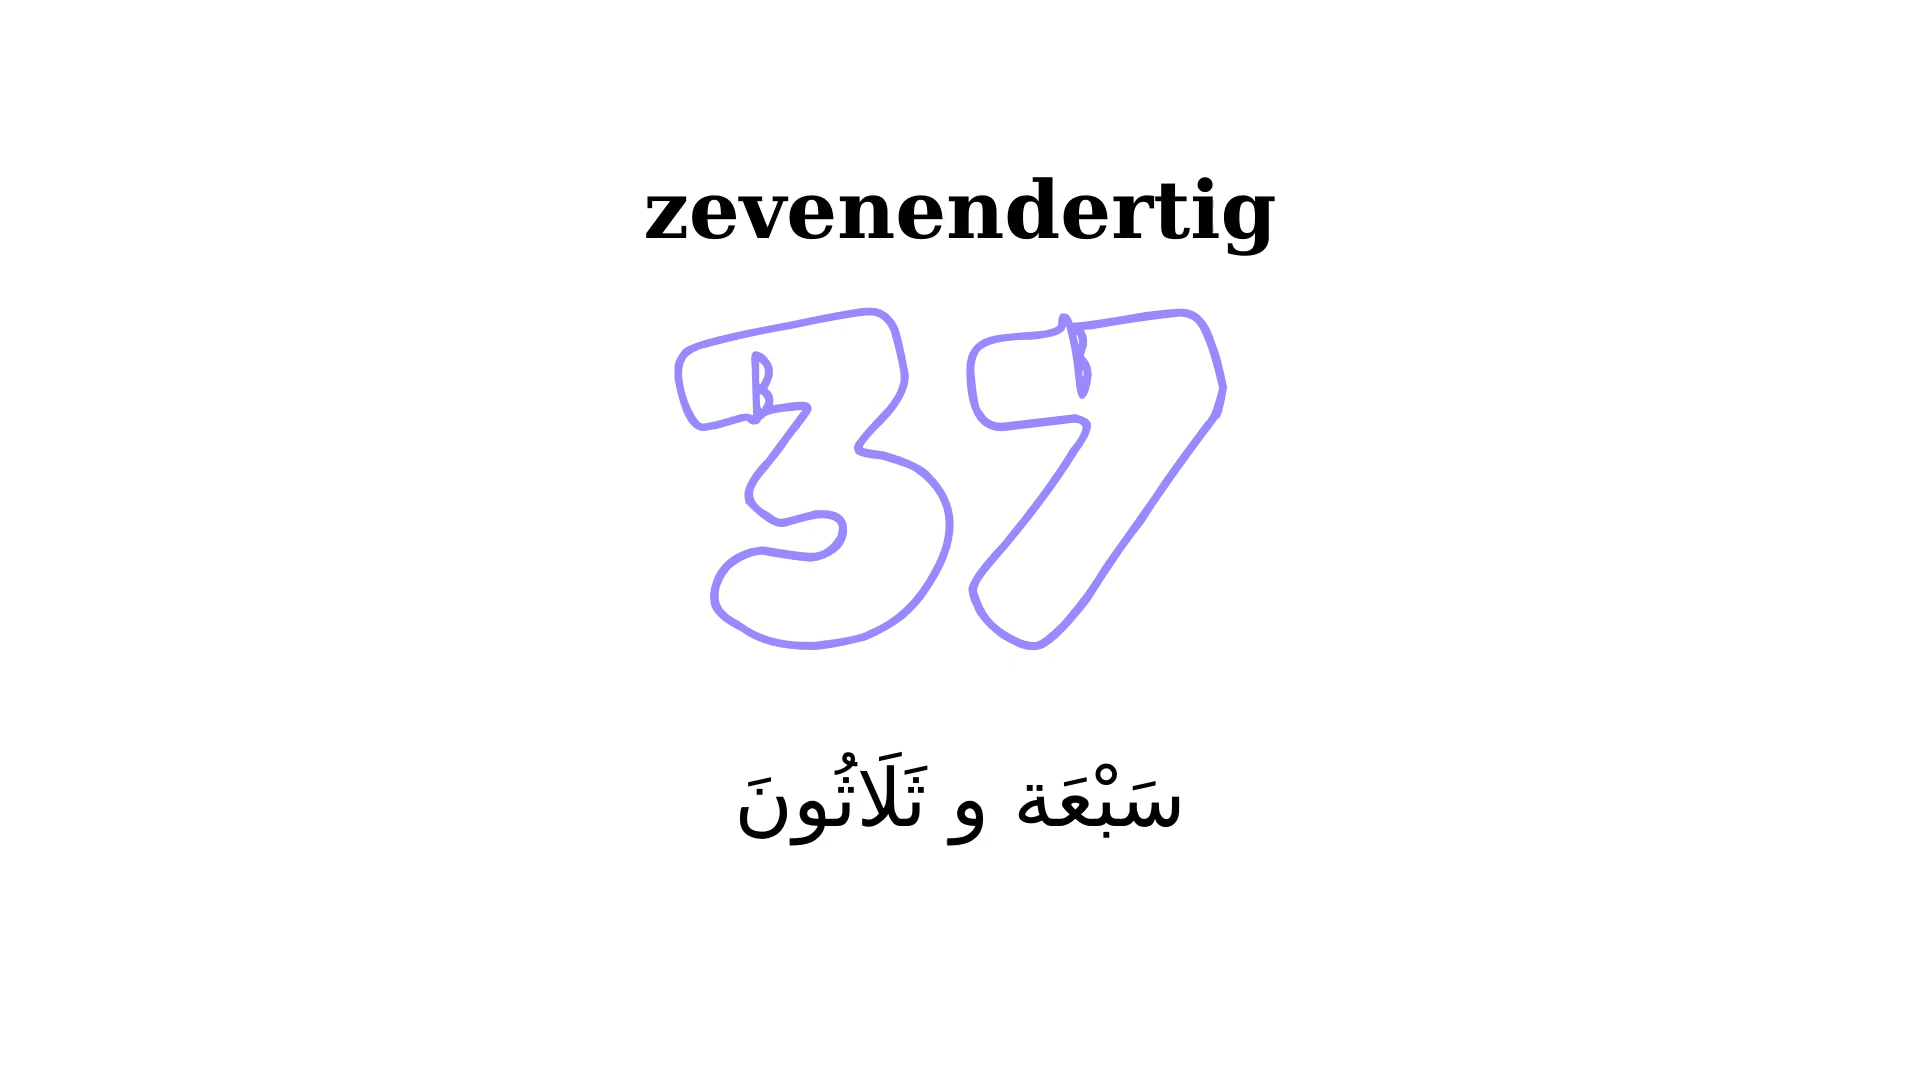 zevenendertig
37
سَبْعَة و ثَلَاثُونَ